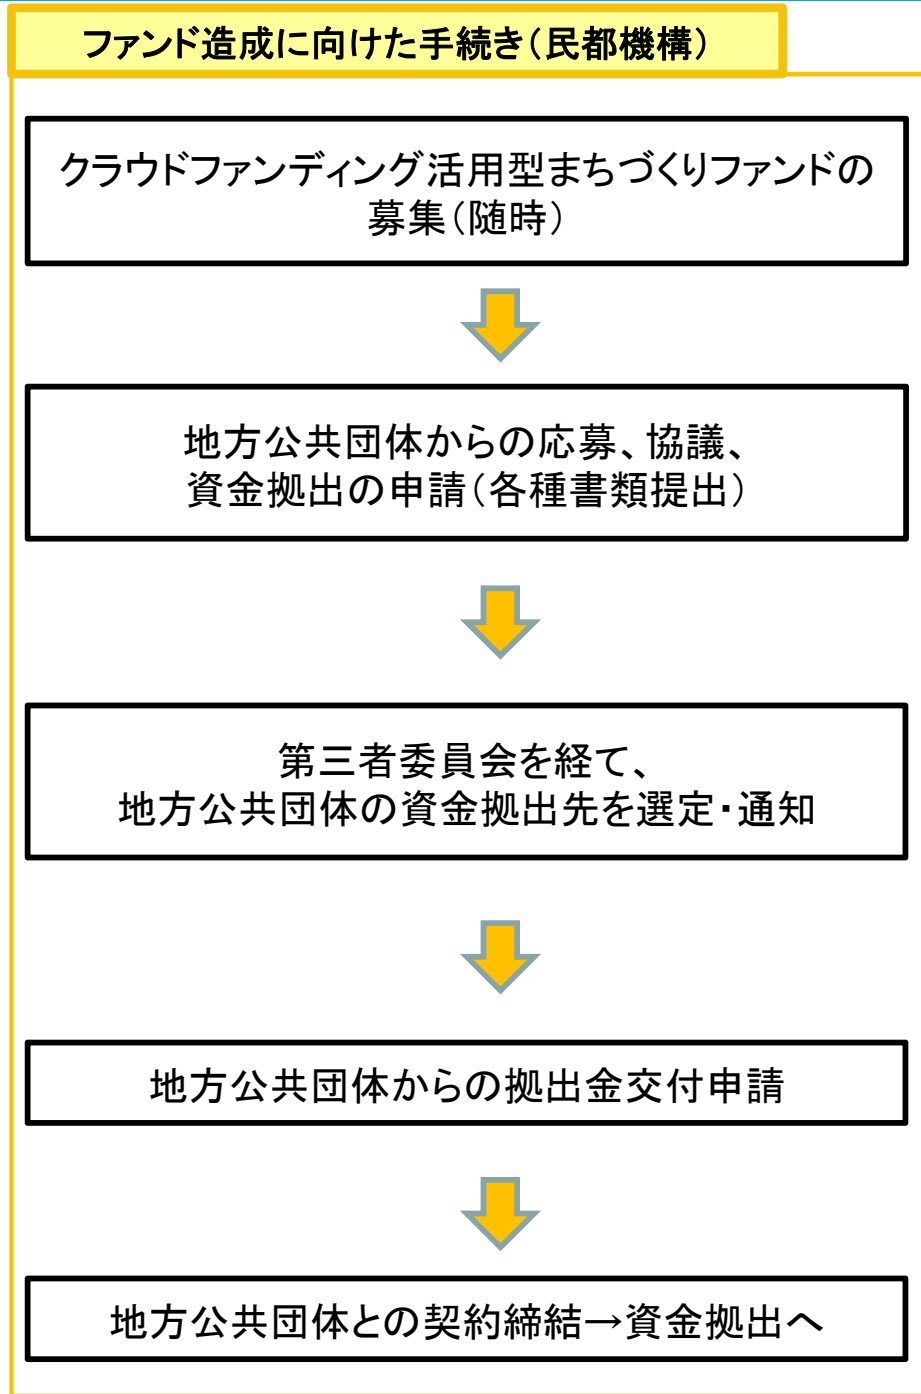 ファンド造成に向けた手続き（民都機構）
クラウドファンディング活用型まちづくりファンドの
募集（随時）
地方公共団体からの応募、協議、
資金拠出の申請（各種書類提出）
第三者委員会を経て、
地方公共団体の資金拠出先を選定・通知
地方公共団体からの拠出金交付申請
地方公共団体との契約締結→資金拠出へ